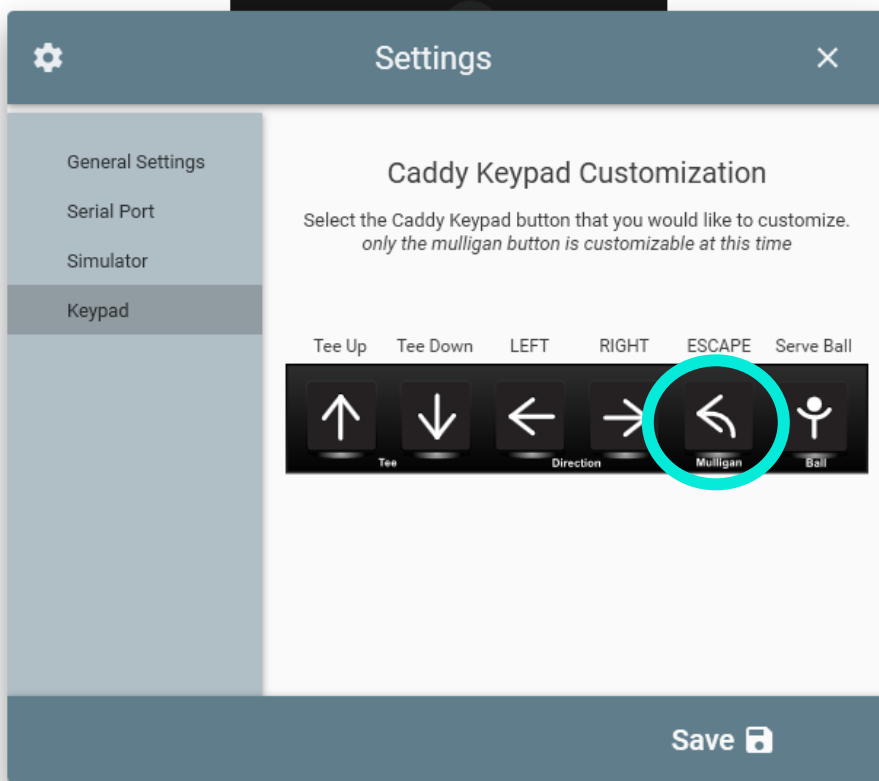 Settings
General Settings
Serial Port
Simulator
Keypad
Caddy Keypad Customization
Select the Caddy Keypad button that you would like to customize.
only the mulligan button is customizable at this time
Tee Up Tee Down LEFT RIGHT ESCAPE Serve Ball
Tee Direction Mulligan Ball
Save